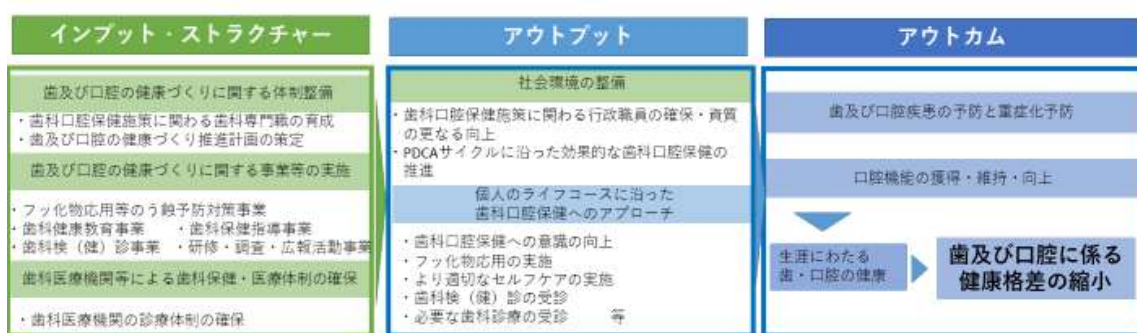 インプット・ストラクチャー
歯及び口腔の健康づくりに関する体制整備
・歯科口腔保健施策に関わる歯科専門職の育成
・歯及び口腔の健康づくり推進計画の策定
歯及び口腔の健康づくりに関する事業等の実施
・フッ化物応用等のう蝕予防対策事業
・歯科健康教育事業　・歯科保健指導事業
・歯科検（健）診事業　・研修・調査・広報活動事業
歯科医療機関等による歯科保健・医療体制の確保
・歯科医療機関の診療体制の確保
アウトプット
社会環境の整備
・歯科口腔保健施策に関わる行政職員の確保・資質
の更なる向上
・PDCAサイクルに沿った効果的な歯科口腔保健の
推進
個人のライフコースに沿った
歯科口腔保健へのアプローチ
・歯科口腔保健への意識の向上
・フッ化物応用の実施
・より適切なセルフケアの実施
・歯科検（健）診の受診
・必要な歯科診療の受診　等
アウトカム
歯及び口腔疾患の予防と重症化予防
口腔機能の獲得・維持・向上
生涯にわたる
歯・口腔の健康
歯及び口腔に係る
健康格差の縮小